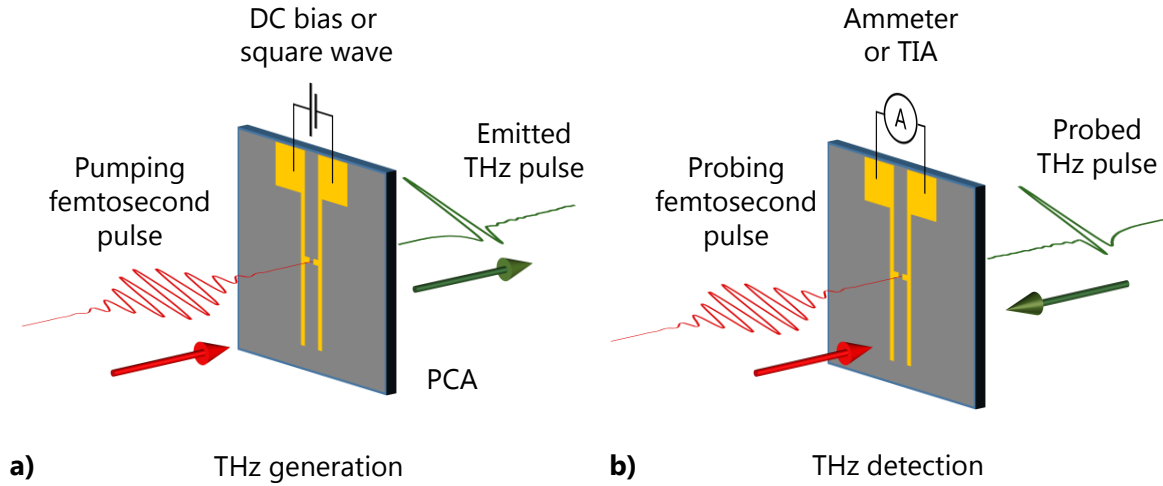 DC bias or
square wave
Pumping
femtosecond
pulse
Emitted
THz pulse
PCA
a)
THz generation
Ammeter
or TIA
A
Probing
femtosecond
pulse
Probed
THz pulse
b)
THz detection